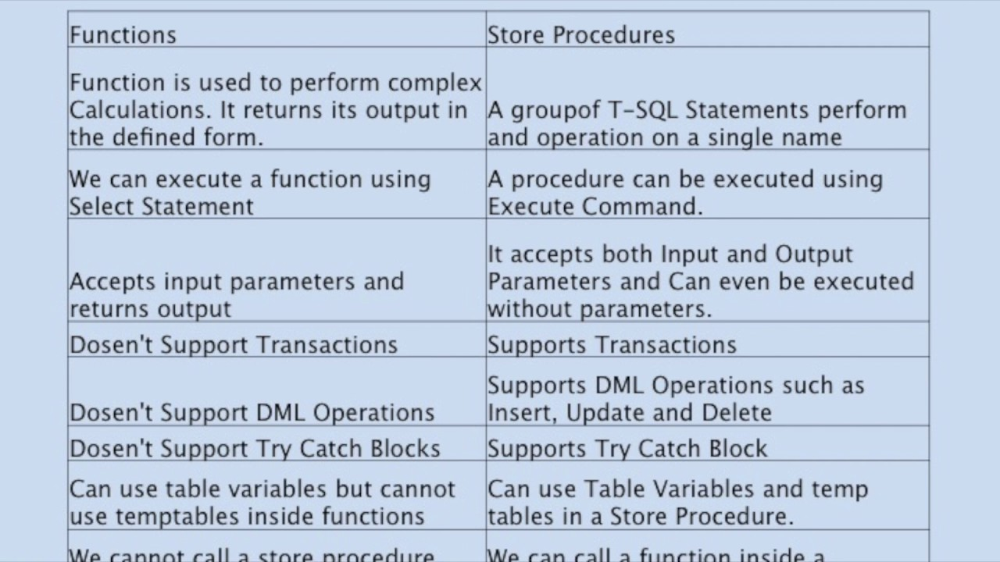 Functions
Store Procedures
Function is used to perform complex
Calculations. It returns its output in
the defined form.
A groupof T-SQL Statements perform
and operation on a single name
We can execute a function using
Select Statement
A procedure can be executed using
Execute Command.
Accepts input parameters and
returns output
It accepts both Input and Output
Parameters and Can even be executed
without parameters.
Dosen't Support Transactions
Supports Transactions
Dosen't Support DML Operations
Supports DML Operations such as
Insert, Update and Delete
Dosen't Support Try Catch Blocks
Supports Try Catch Block
Can use table variables but cannot
use temptables inside functions
Can use Table Variables and temp
tables in a Store Procedure.
We cannot call a store procedure
We can call a function inside a